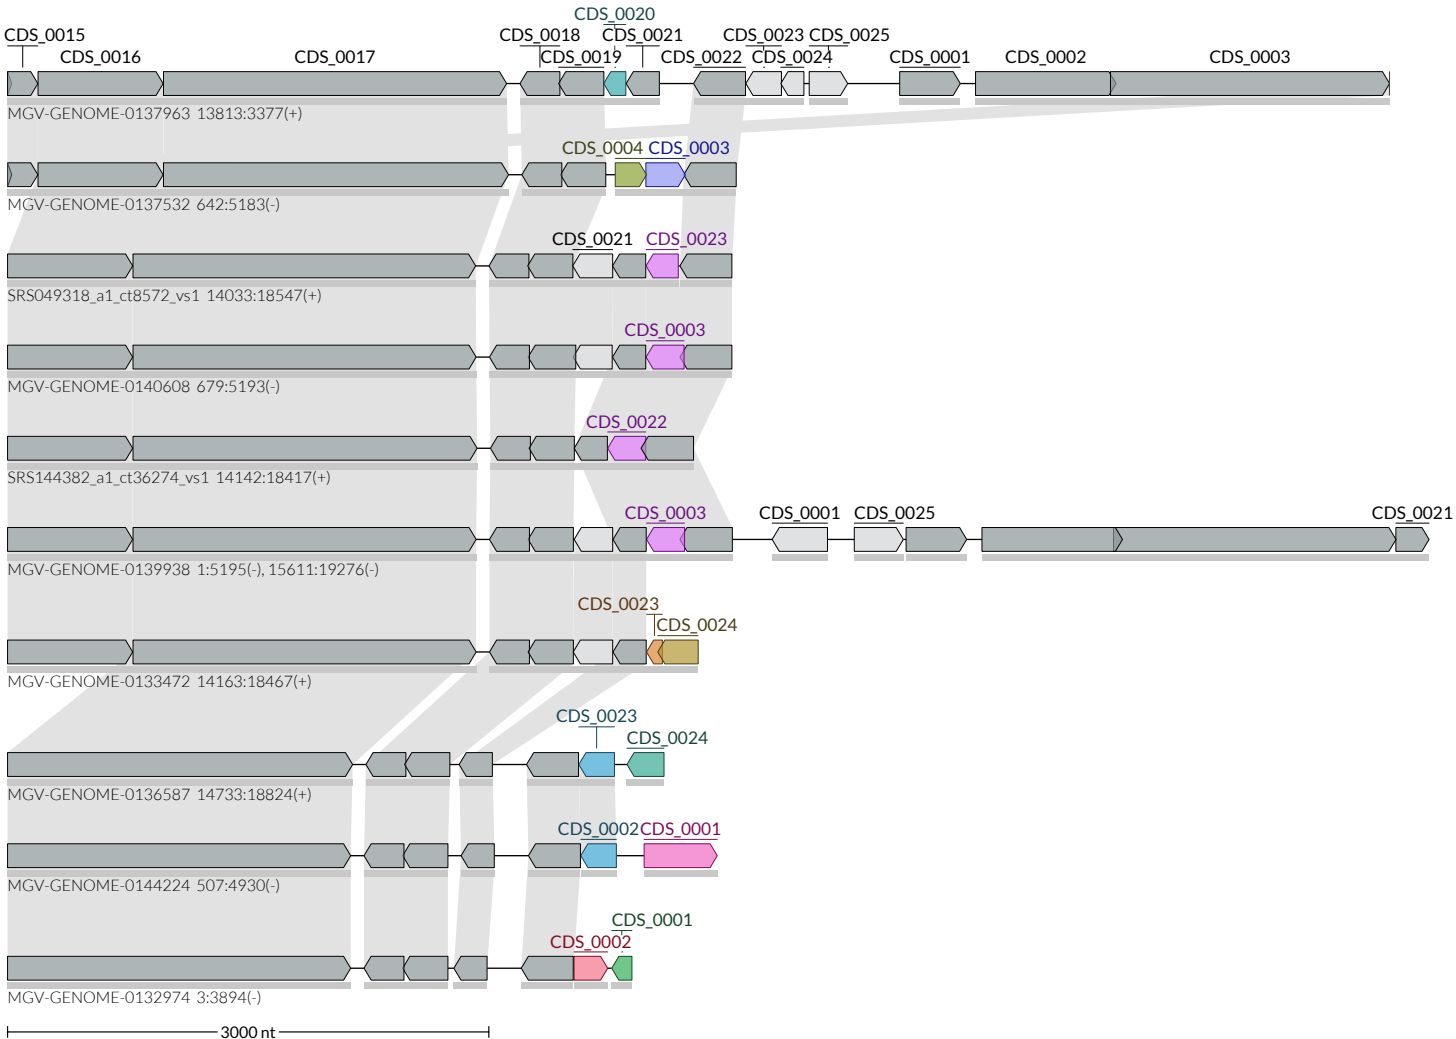 CDS_0020
CDS_0015 CDS_0018 CDS_0021 CDS_0023 CDS_0025
CDS_0016 CDS_0017 CDS_0019 CDS_0022 CDS_0024 CDS_0001 CDS_0002 CDS_0003
MGV-GENOME-0137963 13813:3377(+)
CDS_0004 CDS_0003
MGV-GENOME-0137532 642:5183(-)
CDS_0021 CDS_0023
SRS049318_a1_ct8572_vs1 14033:18547(+)
CDS_0003
MGV-GENOME-0140608 679:5193(-)
CDS_0022
SRS144382_a1_ct36274_vs1 14142:18417(+)
CDS_0003 CDS_0001 CDS_0025 CDS_0021
MGV-GENOME-0139938 1:5195(-), 15611:19276(-)
CDS_0023
CDS_0024
MGV-GENOME-0133472 14163:18467(+)
CDS_0023
CDS_0024
MGV-GENOME-0136587 14733:18824(+)
CDS_0002 CDS_0001
MGV-GENOME-0144224 507:4930(-)
CDS_0001
CDS_0002
MGV-GENOME-0132974 3:3894(-)
3000 nt